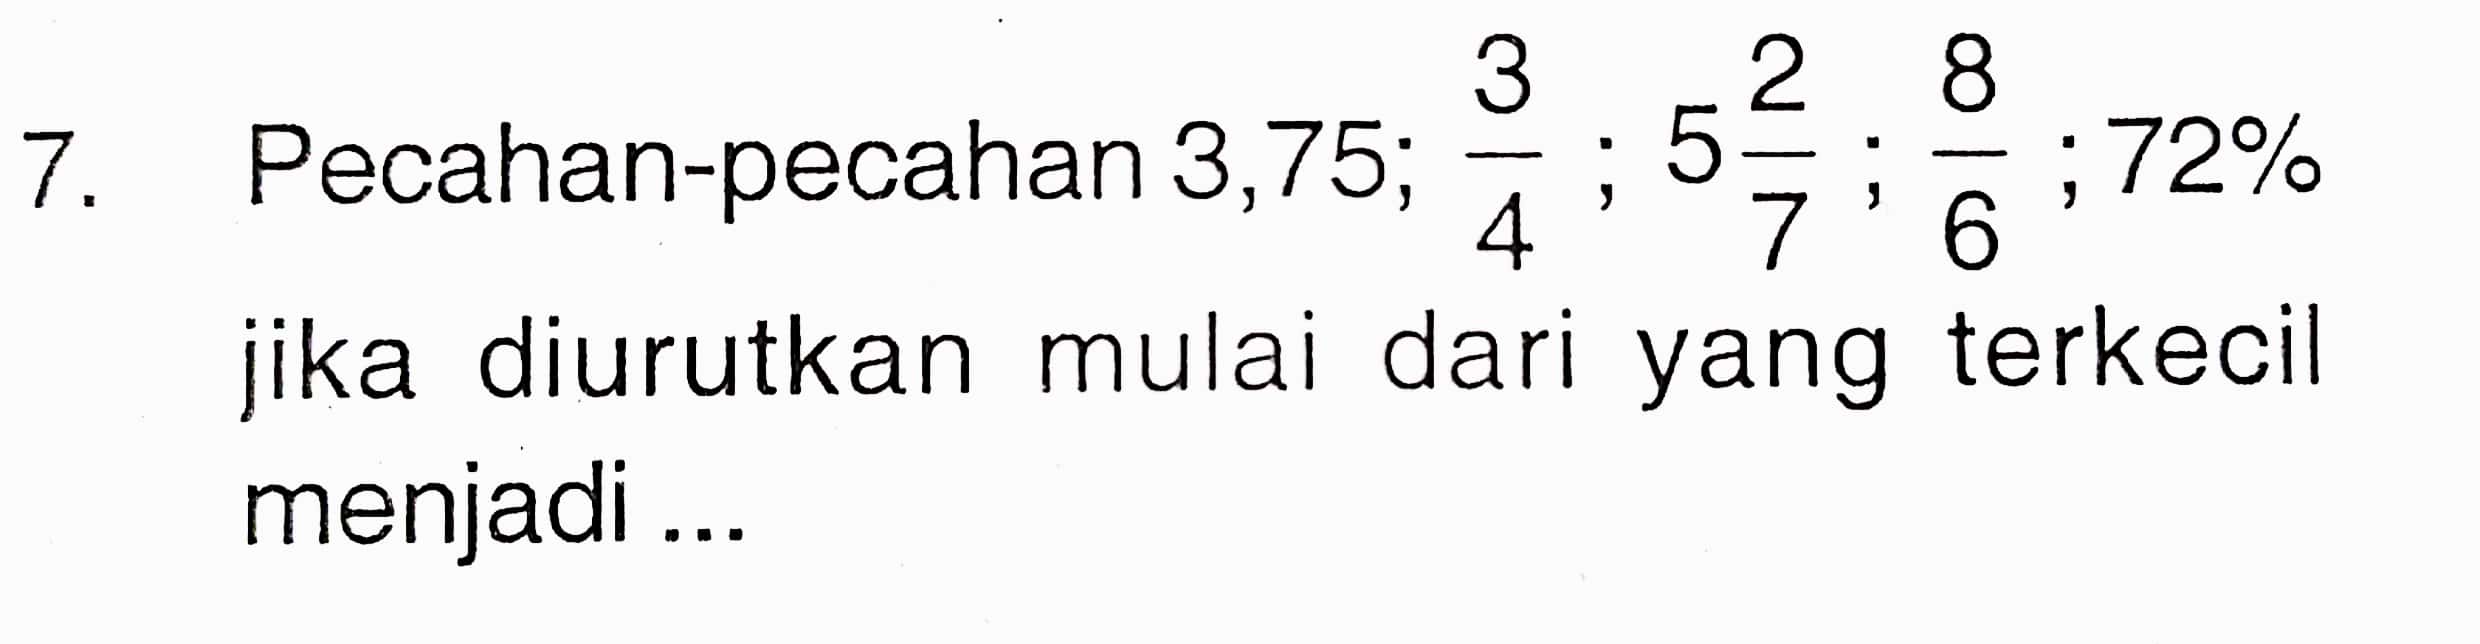 7. Pecahan-pecahan 3,75; 3/4 ; 5 2/7 ; 8/6 ; 72%
jika diurutkan mulai dari yang terkecil
menjadi ...